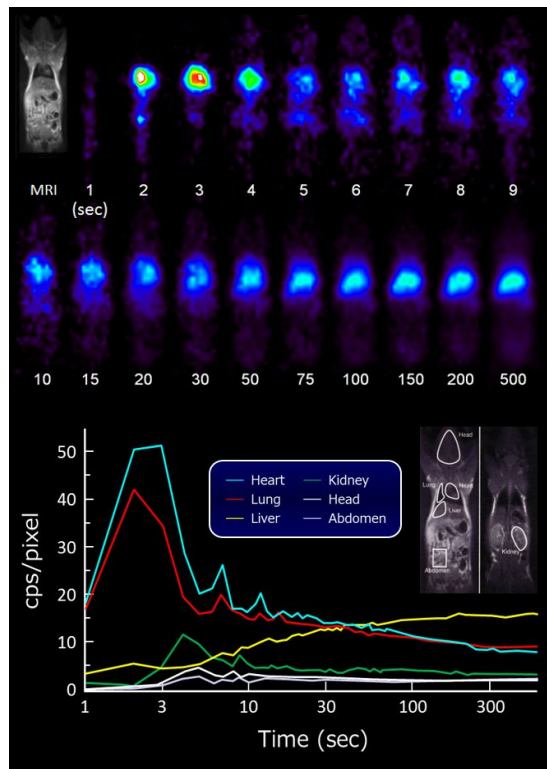 MRI 1 2 3 4 5 6 7 8 9
(sec)
10 15 20 30 50 75 100 150 200 500
Head
Lung
Liver
Abdomen
Kidney
Heart Kidney
Lung Head
Liver Abdomen
cps/pixel
50
40
30
20
10
0
1 3 10 30 100 300
Time (sec)